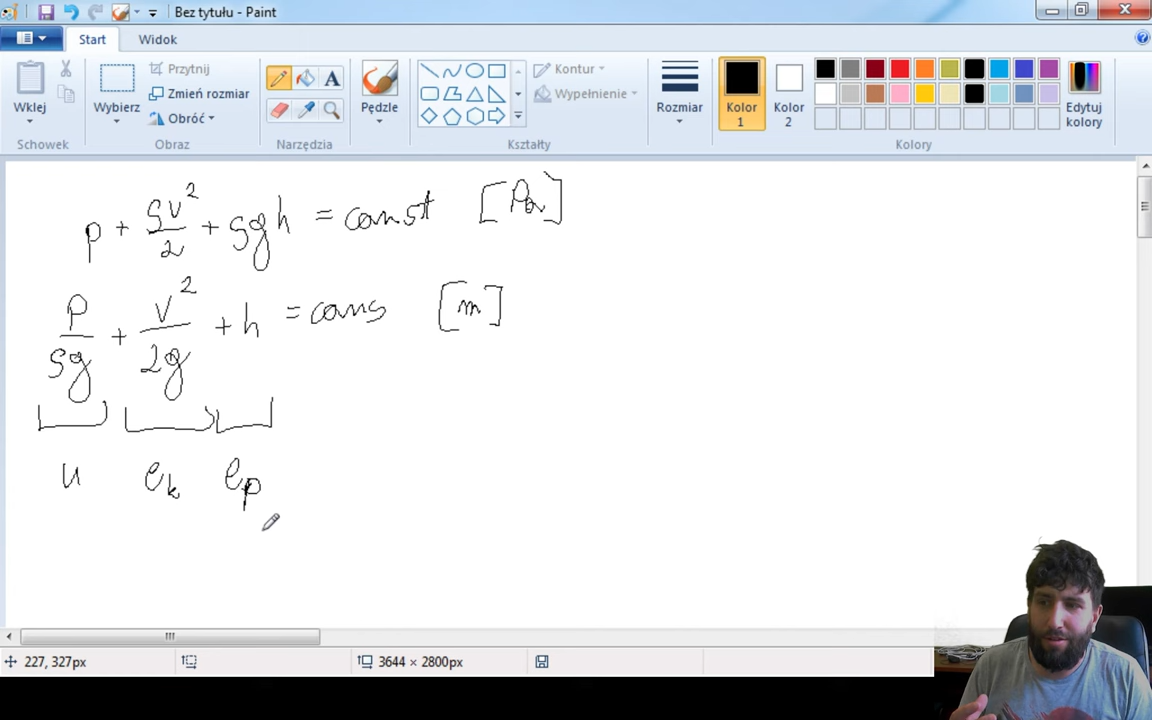 Bez tytułu - Paint
Start Widok
Wklej
Schowek
Wybierz
Przytnij
Zmień rozmiar
Obróć
Obraz
A
Narzędzia
Pędzle
Kontur
Wypełnienie
Kształty
Rozmiar
Kolor 1
Kolor 2
Edytuj kolory
Kolory
p + ρv²/2 + ρgh = const [Pa]
p/ρg + v²/2g + h = cons [m]
u eₖ eₚ
227, 327px
3644 × 2800px